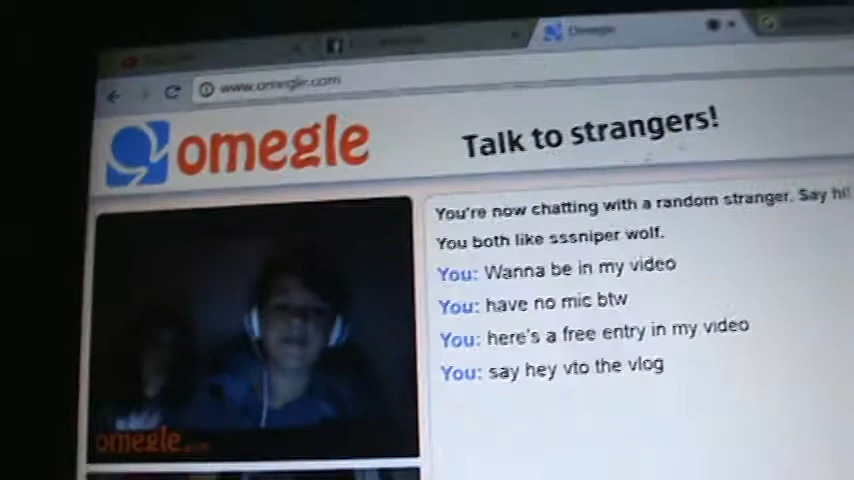 Omegle
www.omegle.com
omegle
Talk to strangers!
You're now chatting with a random stranger. Say hi!
You both like sssniper wolf.
You: Wanna be in my video
You: have no mic btw
You: here's a free entry in my video
You: say hey vto the vlog
omegle